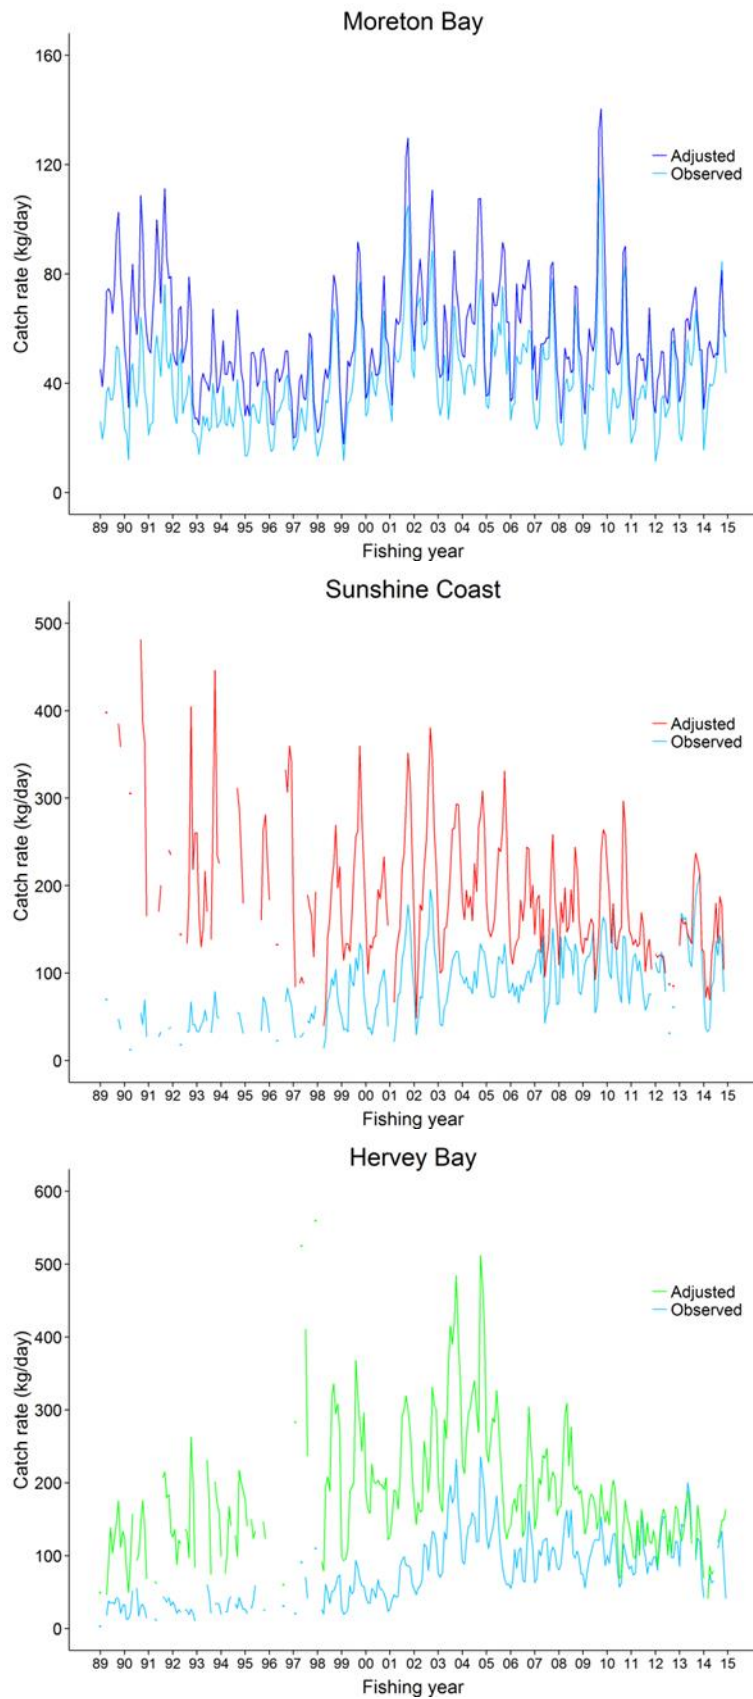 Moreton Bay
160
120
80
40
0
Catch rate (kg/day)
Adjusted
Observed
89 90 91 92 93 94 95 96 97 98 99 00 01 02 03 04 05 06 07 08 09 10 11 12 13 15
Fishing year
Sunshine Coast
500
400
300
200
100
0
Catch rate (kg/day)
Adjusted
Observed
89 90 91 92 93 94 95 96 97 98 99 00 01 02 03 04 05 06 07 08 09 10 11 12 13 14 15
Fishing year
Hervey Bay
600
500
400
300
200
100
0
Catch rate (kg/day)
Adjusted
Observed
89 90 91 92 93 94 95 96 97 98 99 00 01 02 03 04 05 06 07 08 09 10 11 12 13 14 15
Fishing year